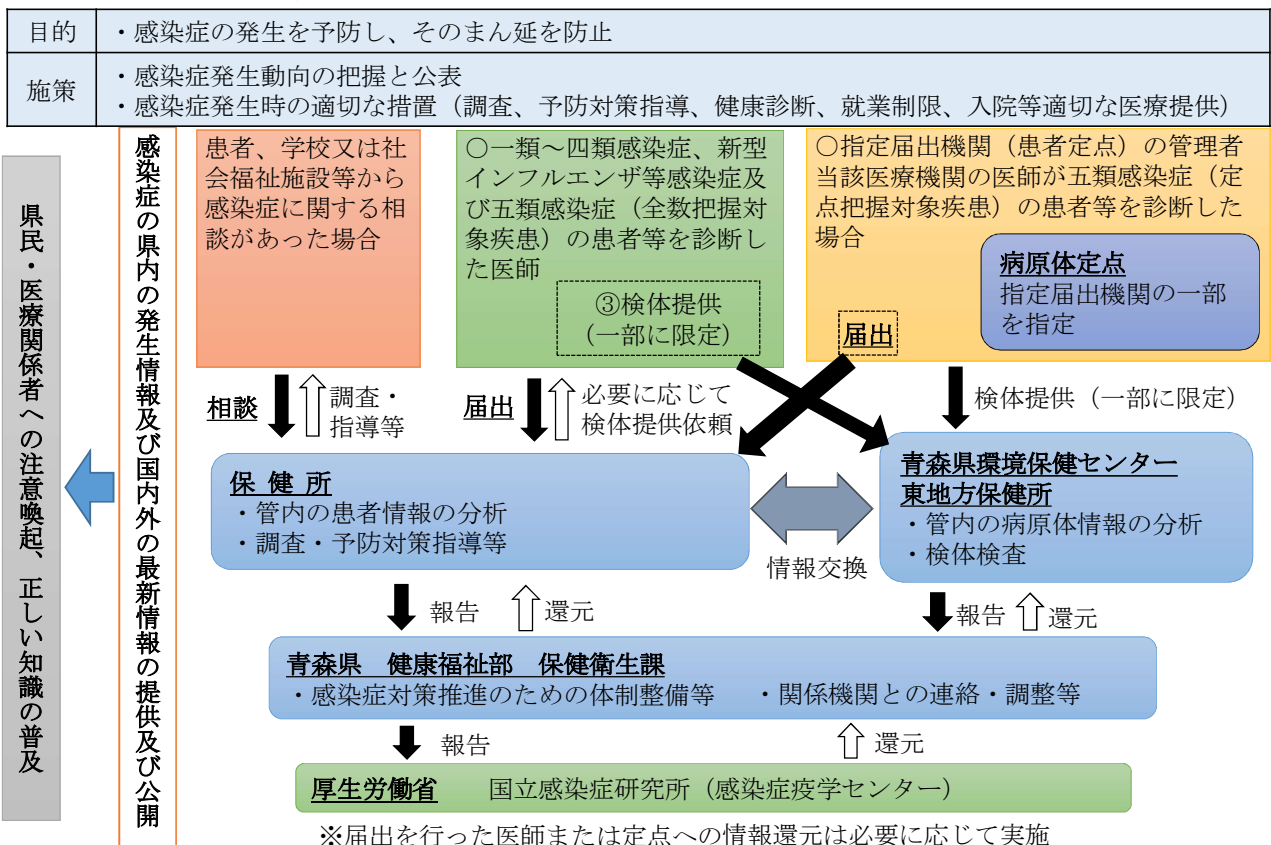 目的
・感染症の発生を予防し、そのまん延を防止
施策
・感染症発生動向の把握と公表
・感染症発生時の適切な措置（調査、予防対策指導、健康診断、就業制限、入院等適切な医療提供）
県民・医療関係者への注意喚起、正しい知識の普及
感染症の県内の発生情報及び国内外の最新情報の提供及び公開
患者、学校又は社
会福祉施設等から
感染症に関する相
談があった場合
〇一類～四類感染症、新型
インフルエンザ等感染症及
び五類感染症（全数把握対
象疾患）の患者等を診断し
た医師
③検体提供
（一部に限定）
〇指定届出機関（患者定点）の管理者
当該医療機関の医師が五類感染症（定
点把握対象疾患）の患者等を診断した
場合
病原体定点
指定届出機関の一部
を指定
届出
相談
調査・
指導等
届出
必要に応じて
検体提供依頼
検体提供（一部に限定）
保 健 所
・管内の患者情報の分析
・調査・予防対策指導等
情報交換
青森県環境保健センター
東地方保健所
・管内の病原体情報の分析
・検体検査
報告
還元
報告
還元
青森県　健康福祉部　保健衛生課
・感染症対策推進のための体制整備等　・関係機関との連絡・調整等
報告
還元
厚生労働省　国立感染症研究所（感染症疫学センター）
※届出を行った医師または定点への情報還元は必要に応じて実施